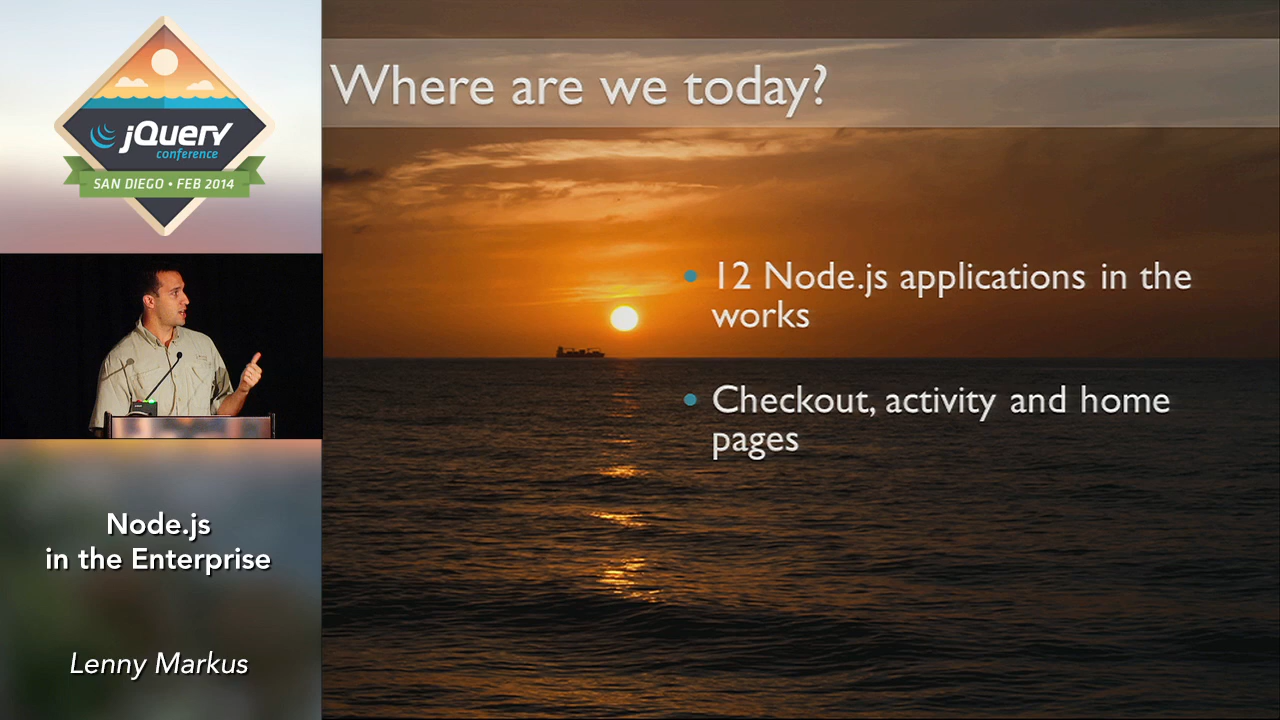 jQuery
conference
SAN DIEGO • FEB 2014
Node.js
in the Enterprise
Lenny Markus
Where are we today?
• 12 Node.js applications in the
works
• Checkout, activity and home
pages